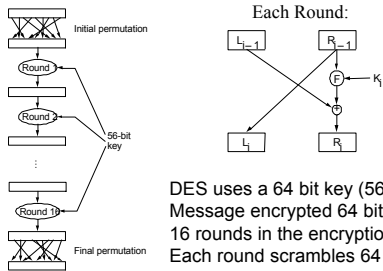 Initial permutation
Round 1
Round 2
56-bit
key
⋮
Round 16
Final permutation
Each Round:
L i–1
R i–1
F
K i
+
L i
R i
DES uses a 64 bit key (56
Message encrypted 64 bit
16 rounds in the encryptio
Each round scrambles 64